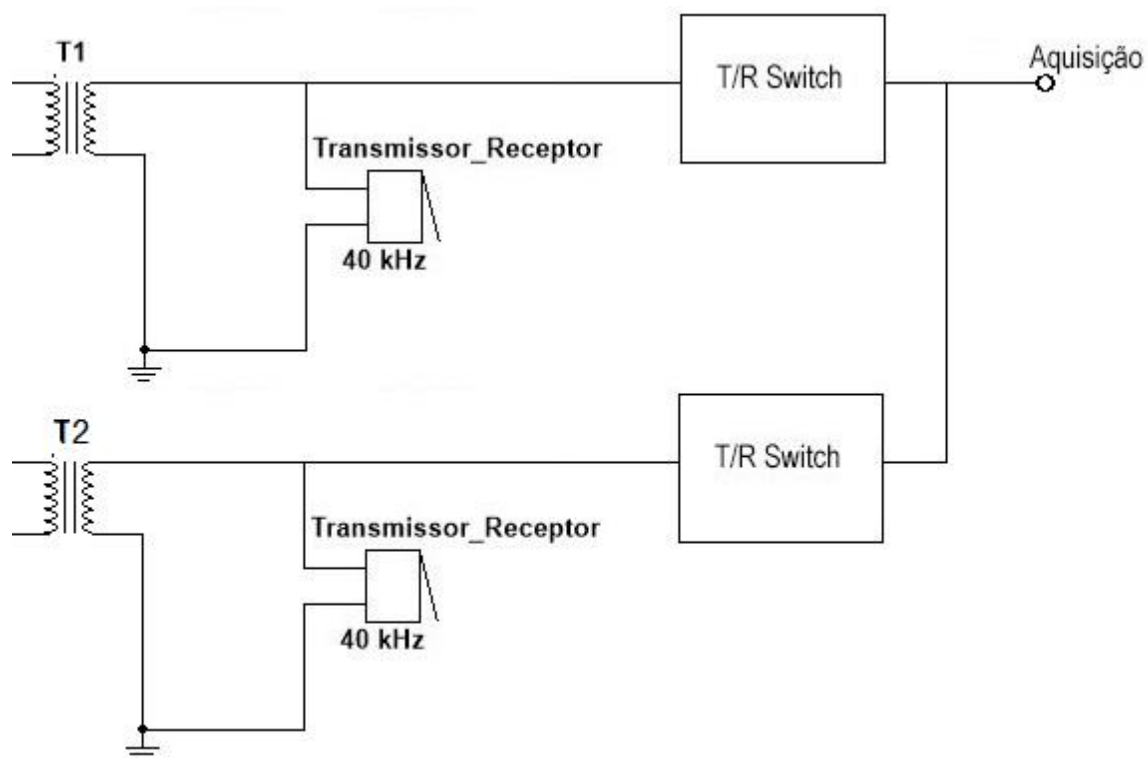 T1
T/R Switch
Aquisição
Transmissor_Receptor
40 kHz
T2
T/R Switch
Transmissor_Receptor
40 kHz